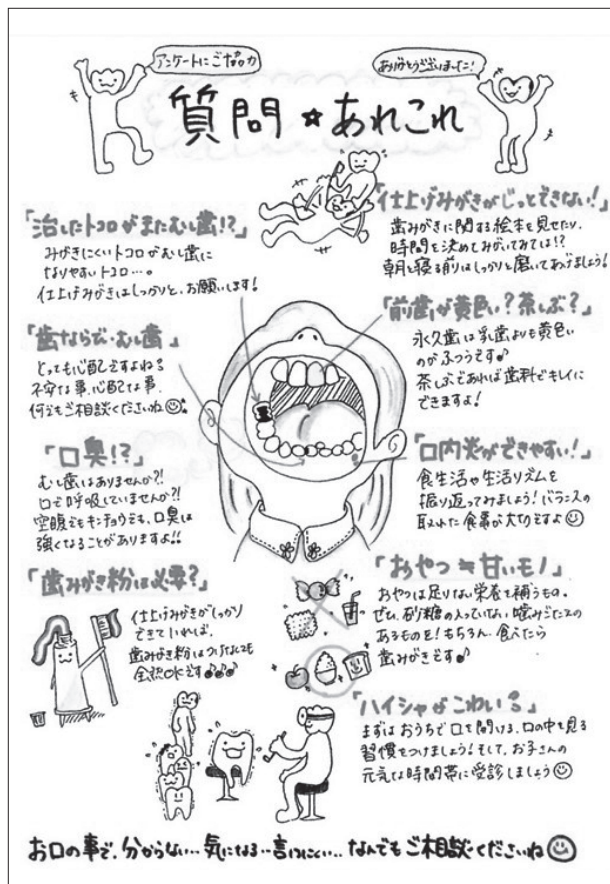 アンケートにご協力
ありがとうございました!
質問☆あれこれ
「治したトコロがまたむし歯!?」
みがきにくいトコロがむし歯に
なりやすいトコロ…。
仕上げみがきはしっかりと、お願いします!
「仕上げみがきがじっとできない!」
歯みがきに関する絵本を見せたり、
時間を決めてみがいてみては!?
朝と寝る前はしっかりと磨いてあげましょう!
「歯ならび・むし歯」
とっても心配ですよね
不安な事、心配な事、
何でもご相談くださいね
「前歯が黄色い?茶しぶ?」
永久歯は乳歯よりも黄色い
のがふつうです♪
茶しぶであれば歯科でキレイに
できますよ!
「口臭!?」
むし歯はありませんか?!
口で呼吸していませんか?!
空腹でもキンチョウでも、口臭は
強くなることがありますよ!!
「口内炎ができやすい!」
食生活や生活リズムを
振り返ってみましょう!バランスの
取れた食事が大切ですよ☺
「歯みがき粉は必要?」
仕上げみがきがしっかり
できていれば、
歯みがき粉はつけなくても
全然OKです♪♪♪
「おやつ≒甘いモノ」
おやつは足りない栄養を補うもの。
ぜひ、砂糖の入っていない、噛みごたえの
あるものを!もちろん、食べたら
歯みがきです♪
「ハイシャがこわい」
まずはおうちで口を開ける、口の中を見る
習慣をつけましょう!そして、お子さんの
元気な時間帯に受診しましょう☺
お口の事で、分からない…気になる…言いにくい…なんでもご相談くださいね☺